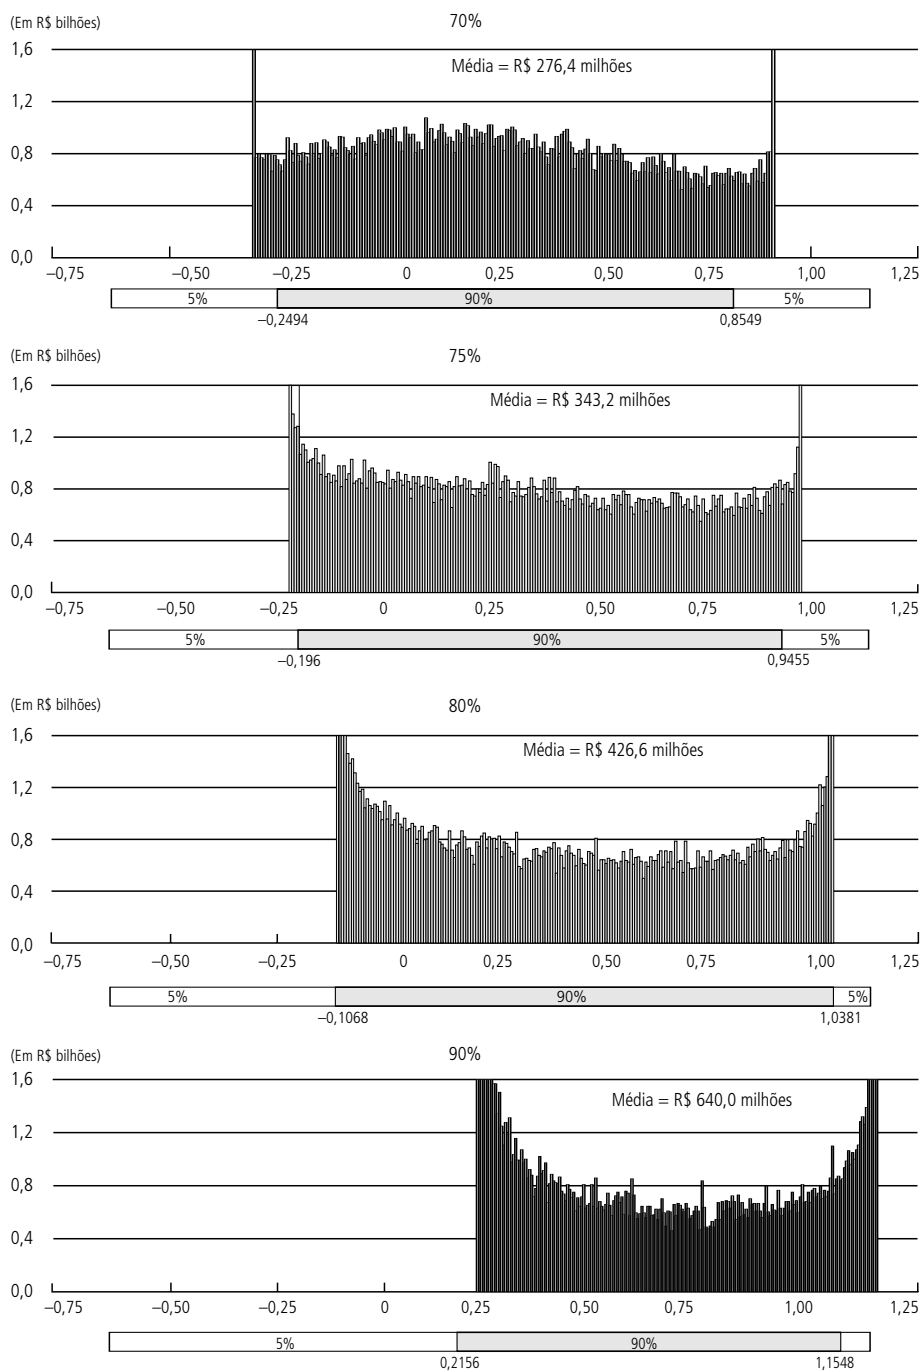 (Em R$ bilhões) 70%
1,6
Média = R$ 276,4 milhões
1,2
0,8
0,4
0,0
–0,75 –0,50 –0,25 0 0,25 0,50 0,75 1,00 1,25
5% 90% 5%
–0,2494 0,8549
(Em R$ bilhões) 75%
1,6
Média = R$ 343,2 milhões
1,2
0,8
0,4
0,0
–0,75 –0,50 –0,25 0 0,25 0,50 0,75 1,00 1,25
5% 90% 5%
–0,196 0,9455
(Em R$ bilhões) 80%
1,6
Média = R$ 426,6 milhões
1,2
0,8
0,4
0,0
–0,75 –0,50 –0,25 0 0,25 0,50 0,75 1,00 1,25
5% 90% 5%
–0,1068 1,0381
(Em R$ bilhões) 90%
1,6
Média = R$ 640,0 milhões
1,2
0,8
0,4
0,0
–0,75 –0,50 –0,25 0 0,25 0,50 0,75 1,00 1,25
5% 90%
0,2156 1,1548